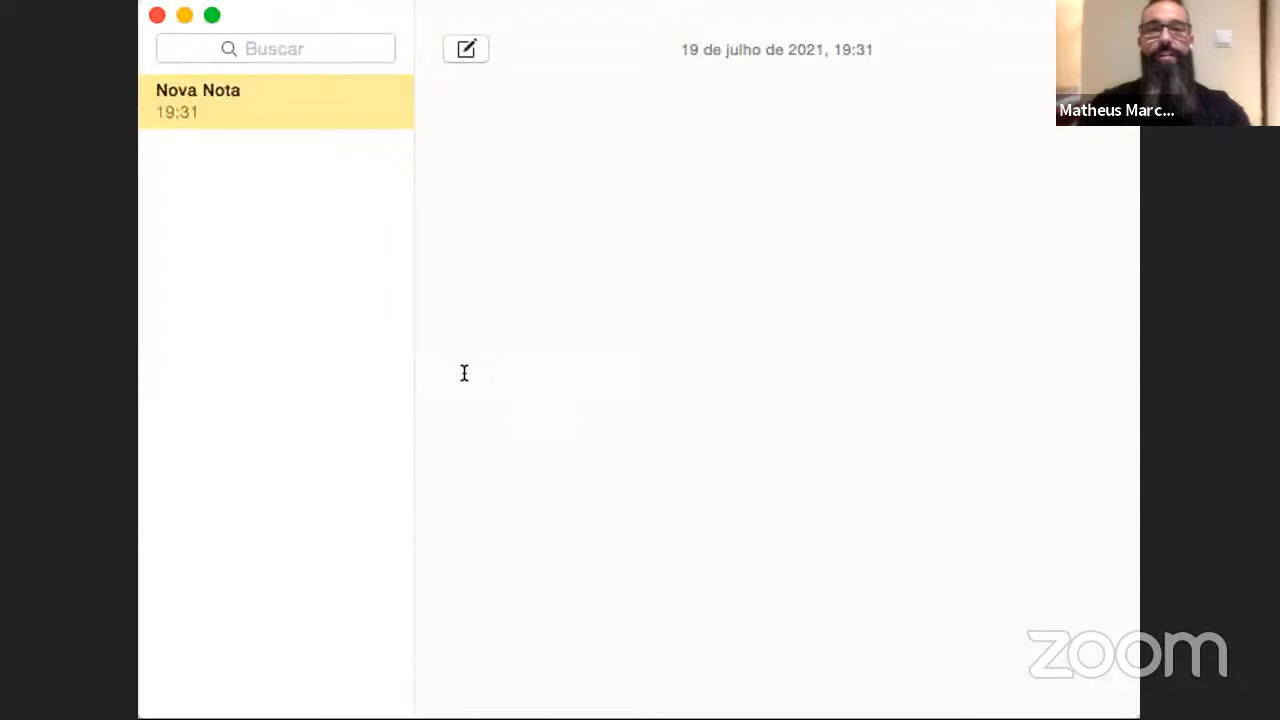 Buscar
19 de julho de 2021, 19:31
Nova Nota
19:31
Matheus Marc...
zoom